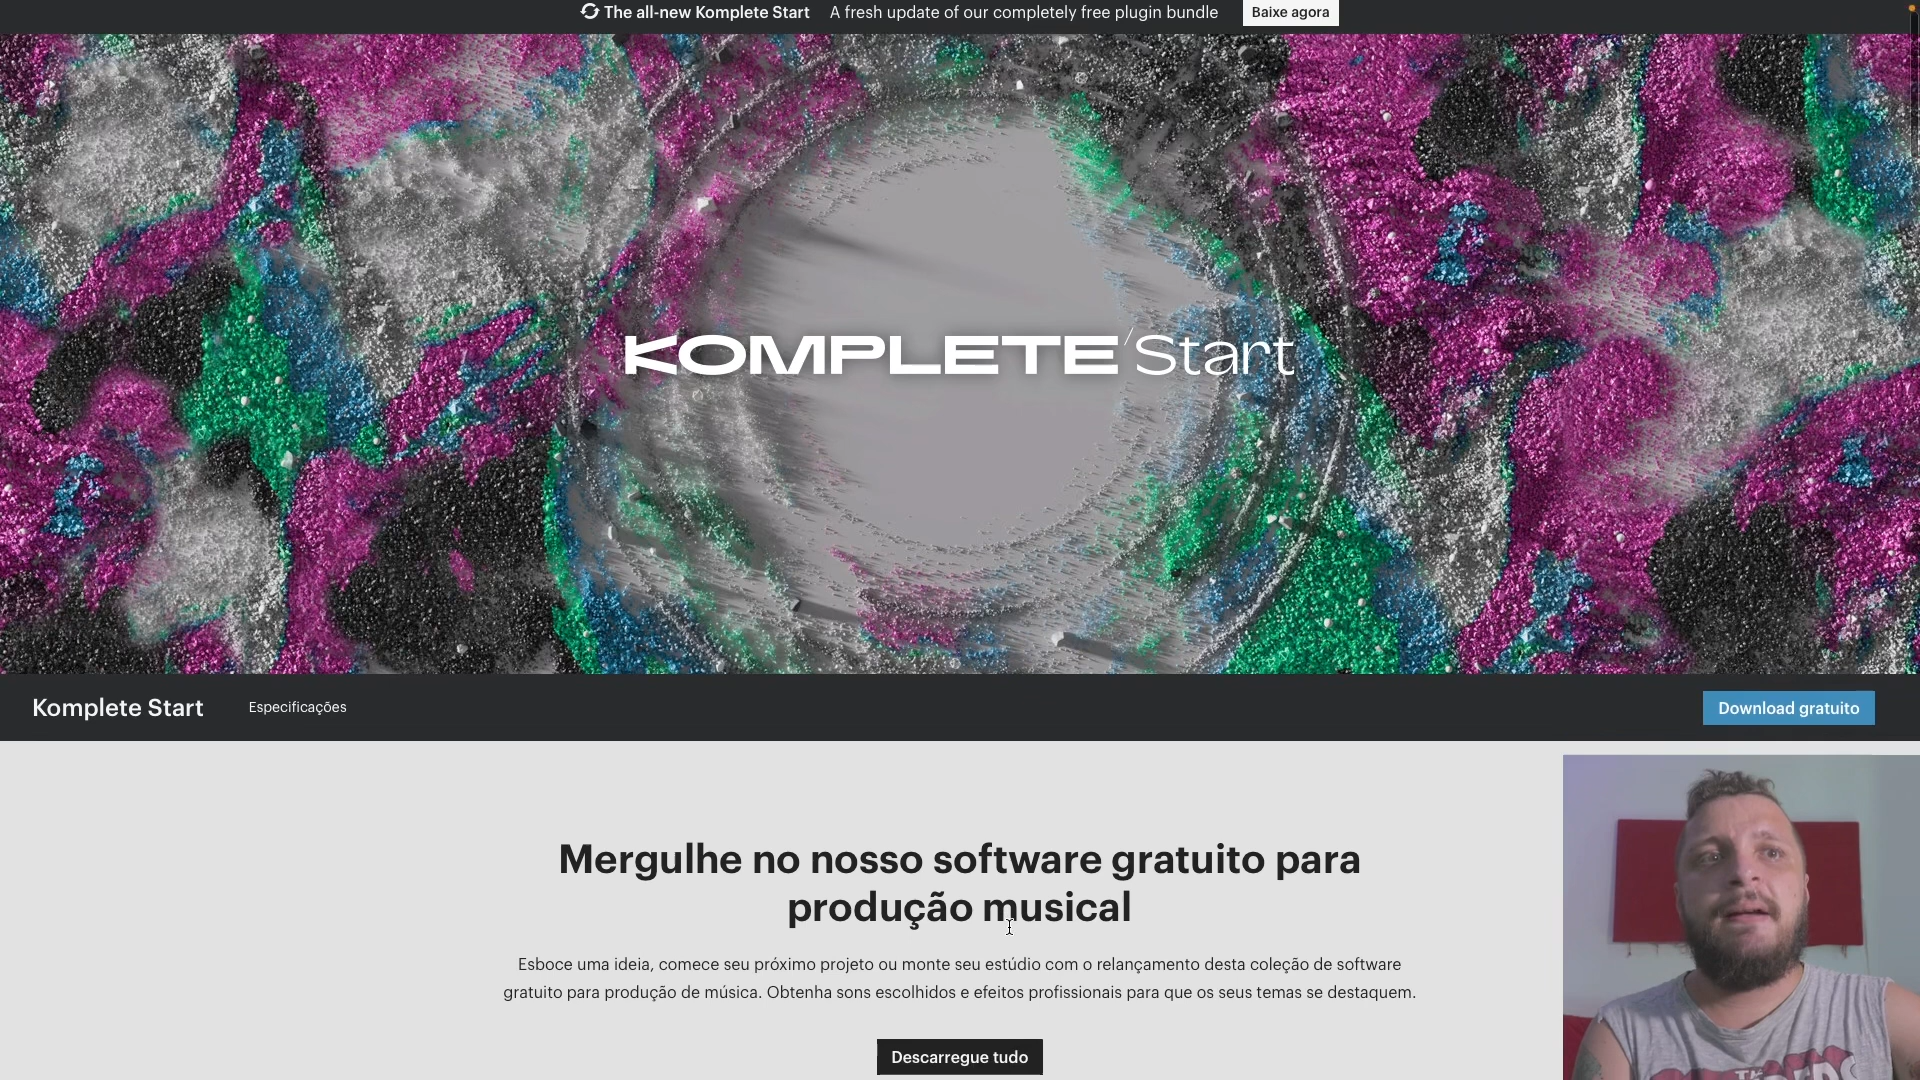 The all-new Komplete Start A fresh update of our completely free plugin bundle Baixe agora
KOMPLETE Start
Komplete Start Especificações Download gratuito
Mergulhe no nosso software gratuito para
produção musical
Esboce uma ideia, comece seu próximo projeto ou monte seu estúdio com o relançamento desta coleção de software
gratuito para produção de música. Obtenha sons escolhidos e efeitos profissionais para que os seus temas se destaquem.
Descarregue tudo